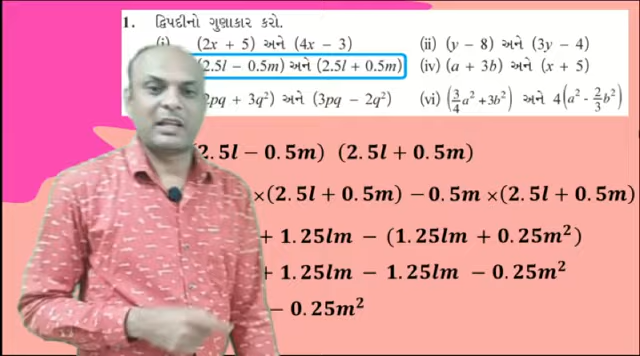 1. દ્વિપદીનો ગુણાકાર કરો.
(i) (2x + 5) અને (4x − 3) (ii) (y − 8) અને (3y − 4)
(2.5l − 0.5m) અને (2.5l + 0.5m) (iv) (a + 3b) અને (x + 5)
2pq + 3q²) અને (3pq − 2q²) (vi) (3/4 a² + 3b²) અને 4(a² - 2/3 b²)
(2.5l − 0.5m) (2.5l + 0.5m)
×(2.5l + 0.5m) − 0.5m ×(2.5l + 0.5m)
+ 1.25lm − (1.25lm + 0.25m²)
+ 1.25lm − 1.25lm − 0.25m²
− 0.25m²